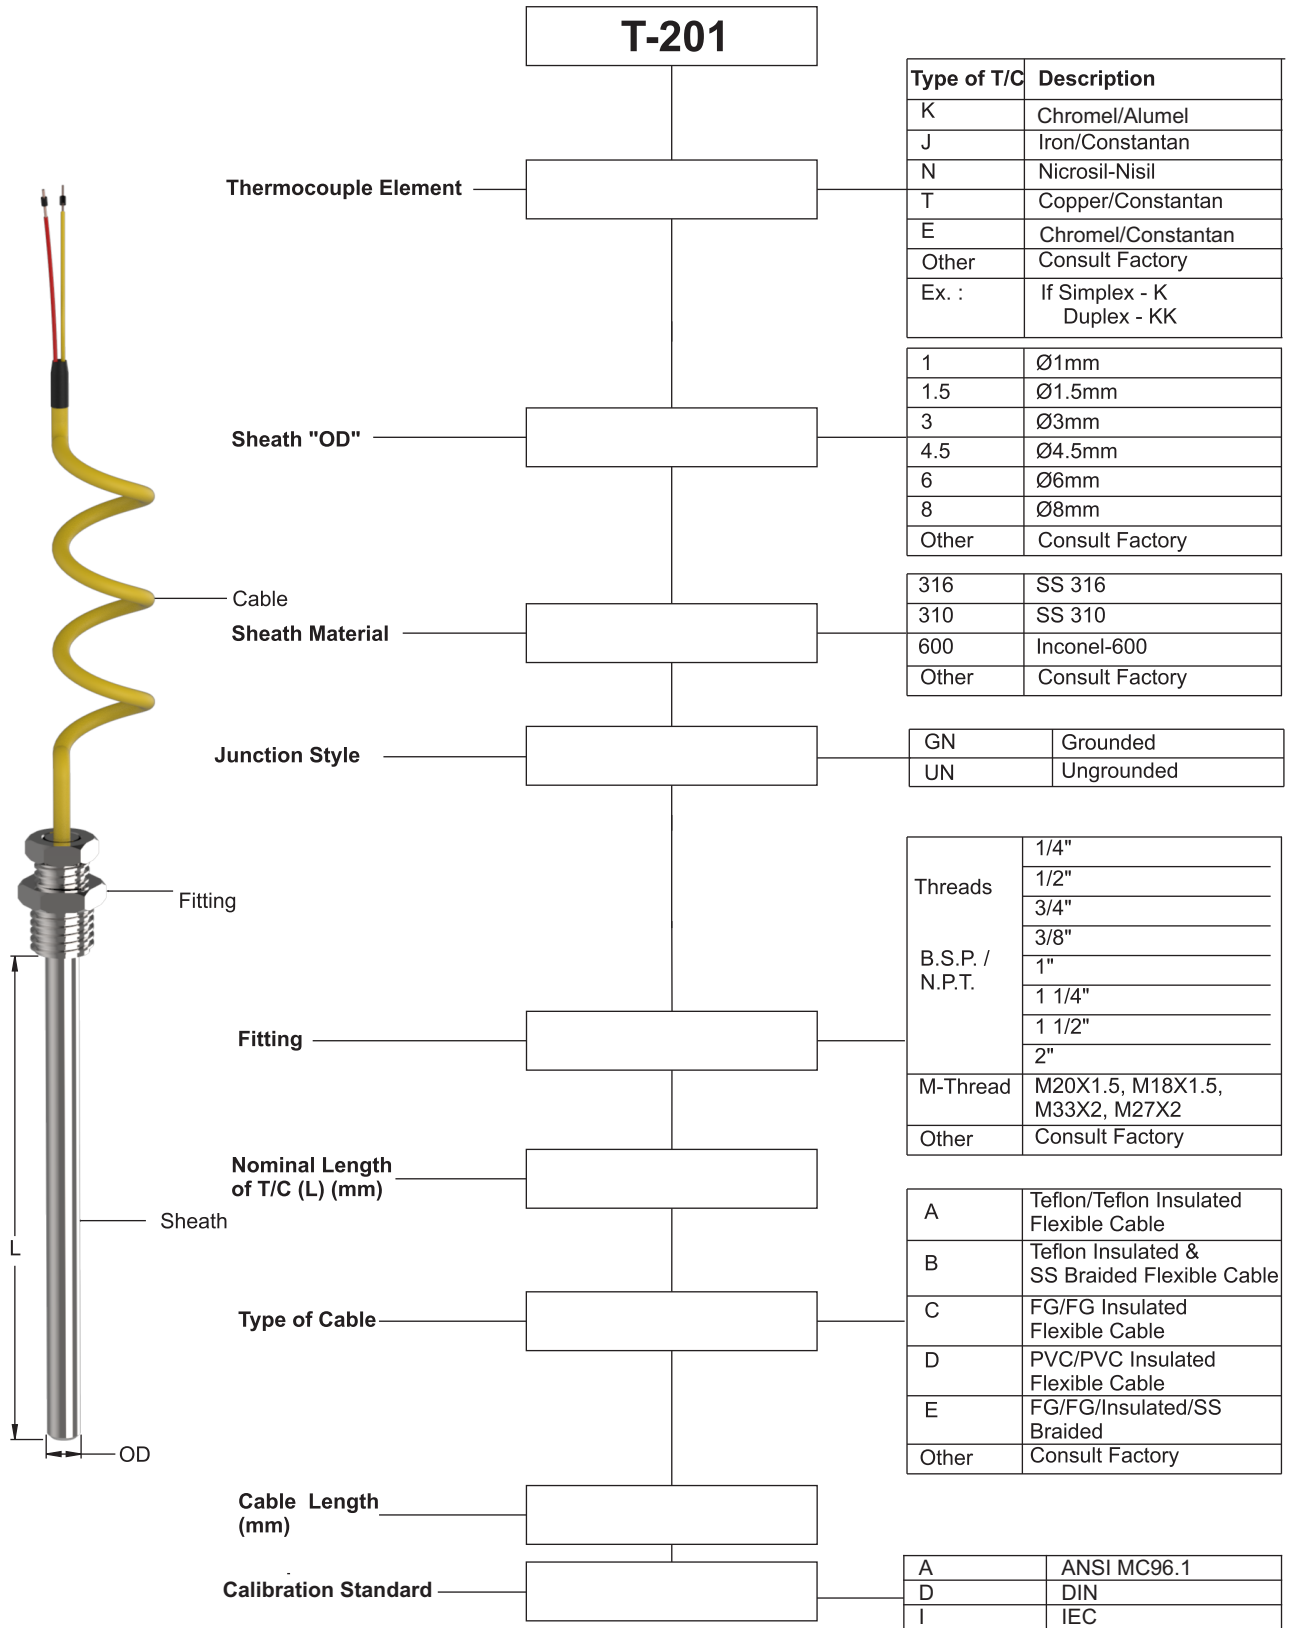 T-201
Type of T/C Description
K Chromel/Alumel
J Iron/Constantan
N Nicrosil-Nisil
T Copper/Constantan
E Chromel/Constantan
Other Consult Factory
Ex. : If Simplex - K
Duplex - KK
Thermocouple Element
1 Ø1mm
1.5 Ø1.5mm
3 Ø3mm
4.5 Ø4.5mm
6 Ø6mm
8 Ø8mm
Other Consult Factory
Sheath "OD"
Cable
Sheath Material
316 SS 316
310 SS 310
600 Inconel-600
Other Consult Factory
Junction Style
GN Grounded
UN Ungrounded
Fitting
Threads
B.S.P. /
N.P.T.
1/4"
1/2"
3/4"
3/8"
1"
1 1/4"
1 1/2"
2"
M-Thread M20X1.5, M18X1.5,
M33X2, M27X2
Other Consult Factory
Fitting
Nominal Length
of T/C (L) (mm)
Sheath
L
OD
A Teflon/Teflon Insulated
Flexible Cable
B Teflon Insulated &
SS Braided Flexible Cable
C FG/FG Insulated
Flexible Cable
D PVC/PVC Insulated
Flexible Cable
E FG/FG/Insulated/SS
Braided
Other Consult Factory
Type of Cable
Cable Length
(mm)
Calibration Standard
A ANSI MC96.1
D DIN
I IEC